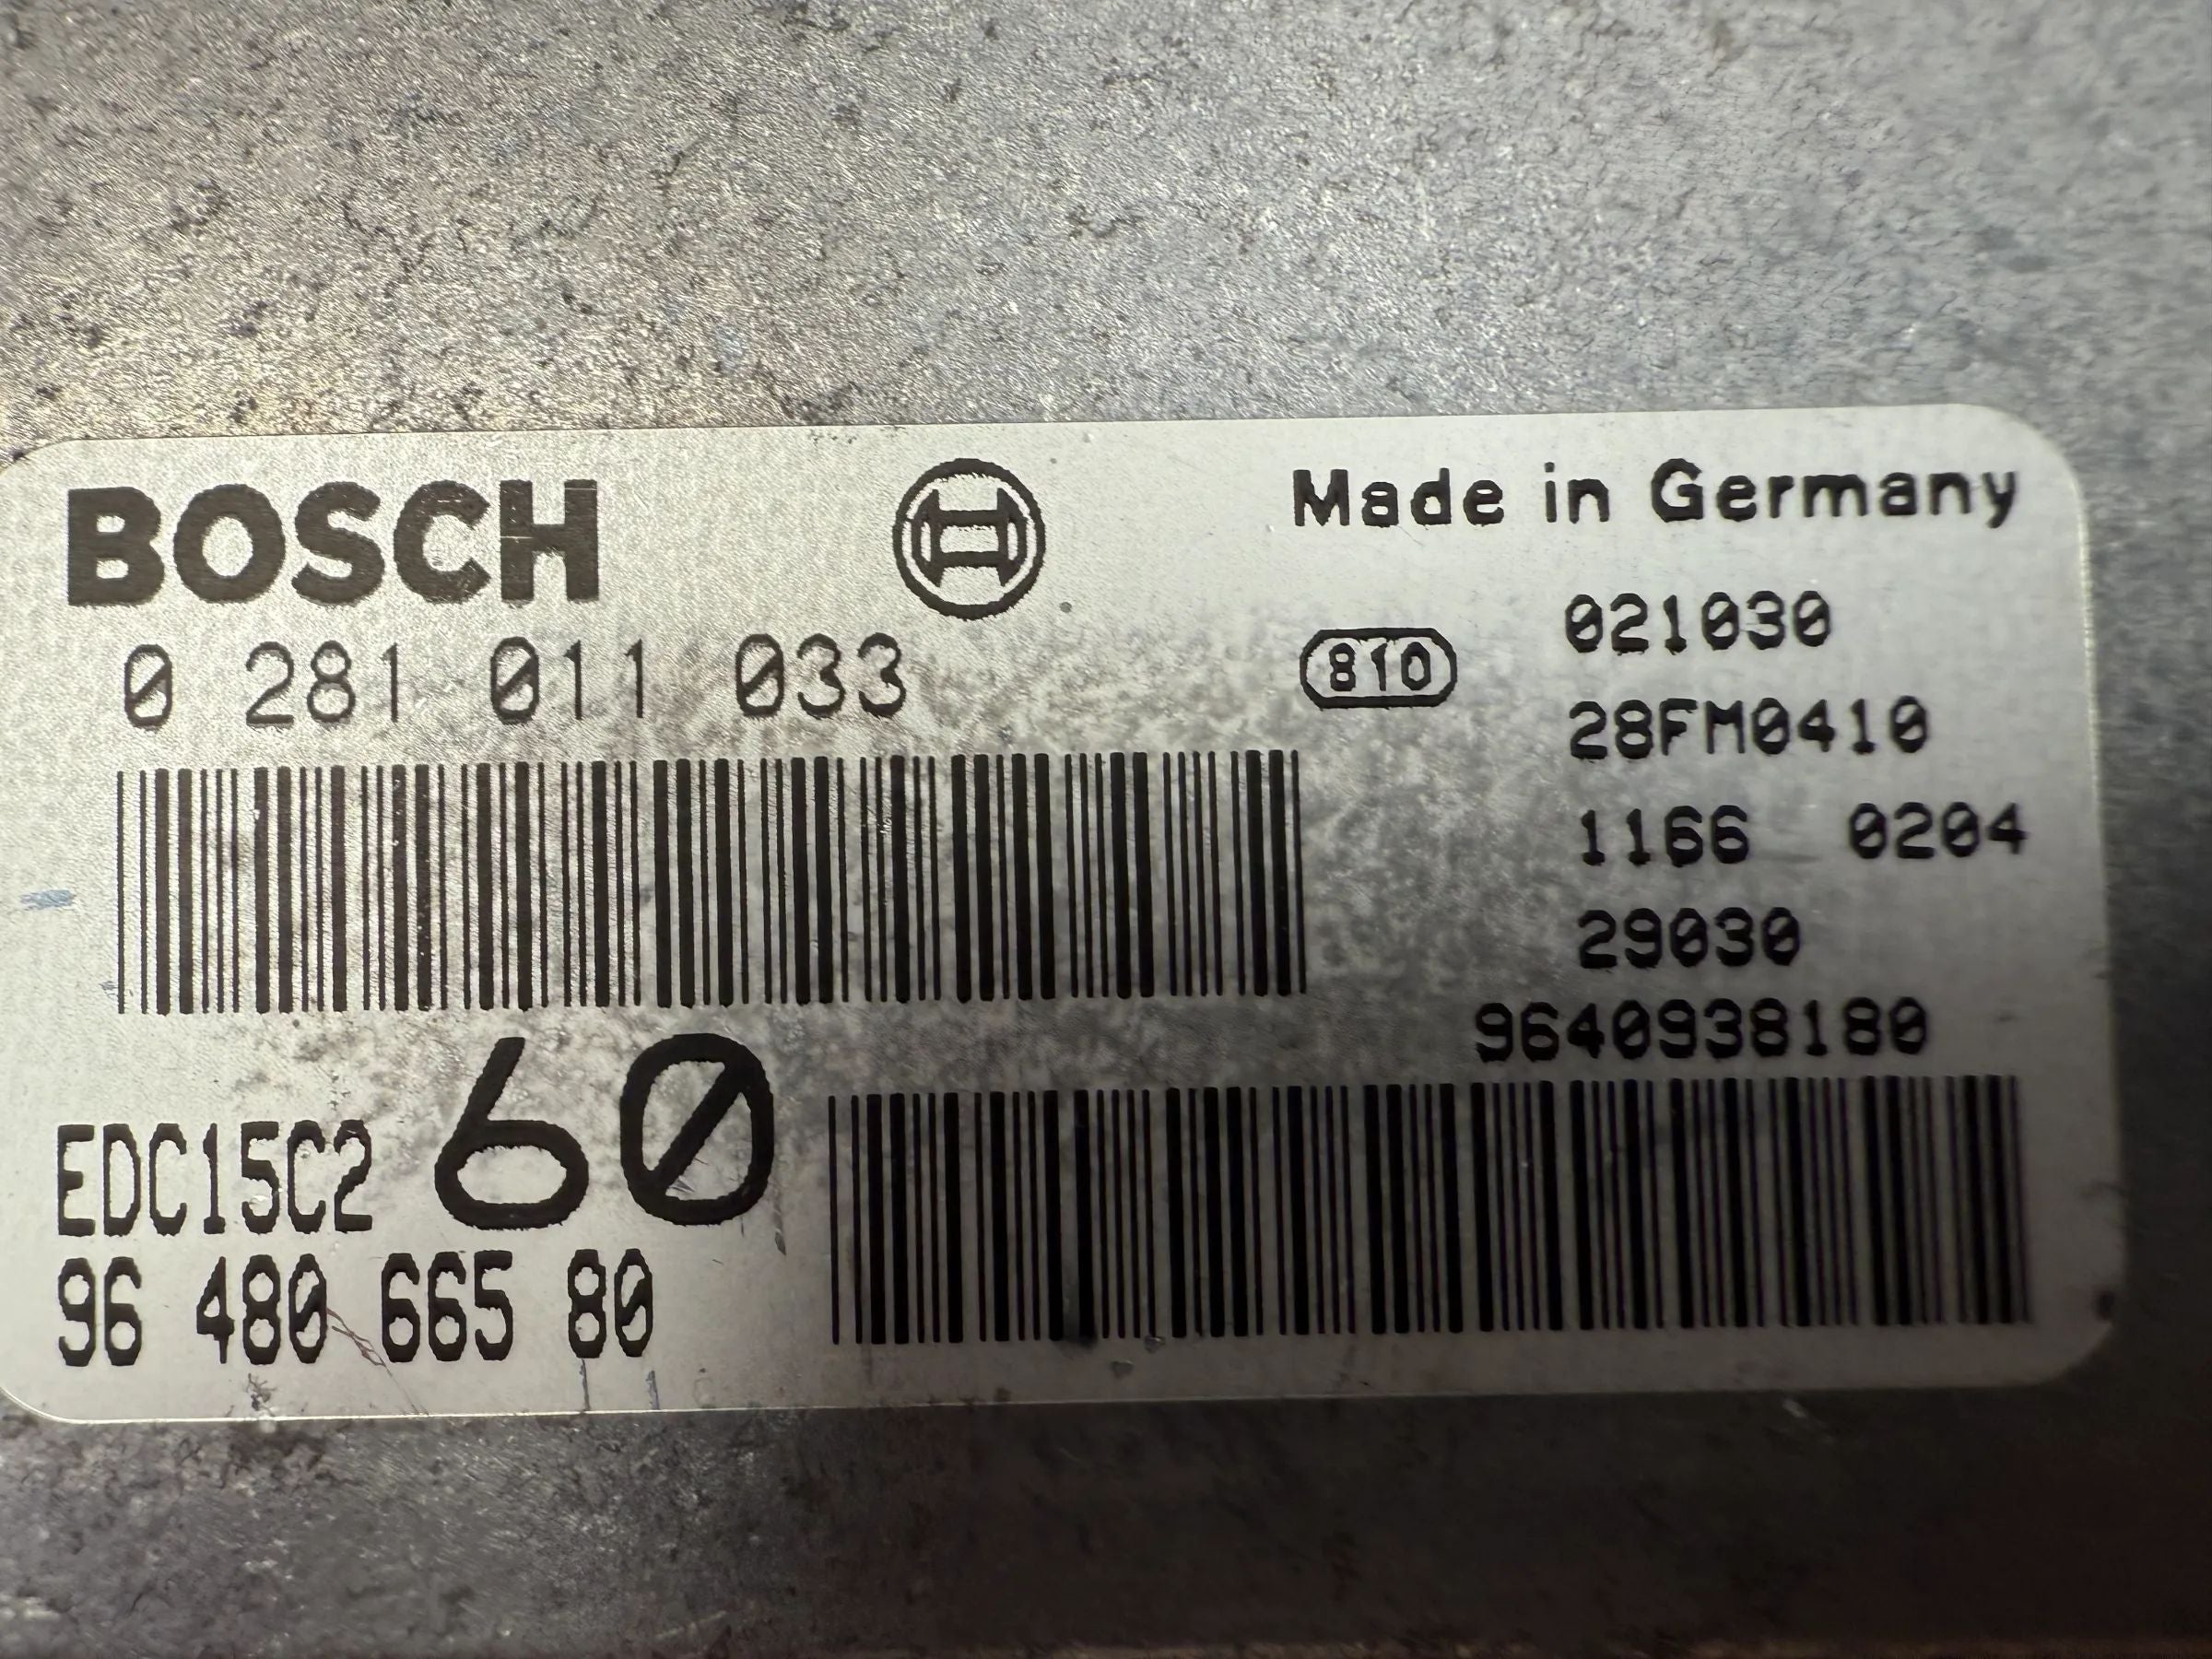 BOSCH
Made in Germany
0 281 011 033
810
021030
28FM0410
1166 0204
29030
9640938180
EDC15C2 60
96 480 665 80